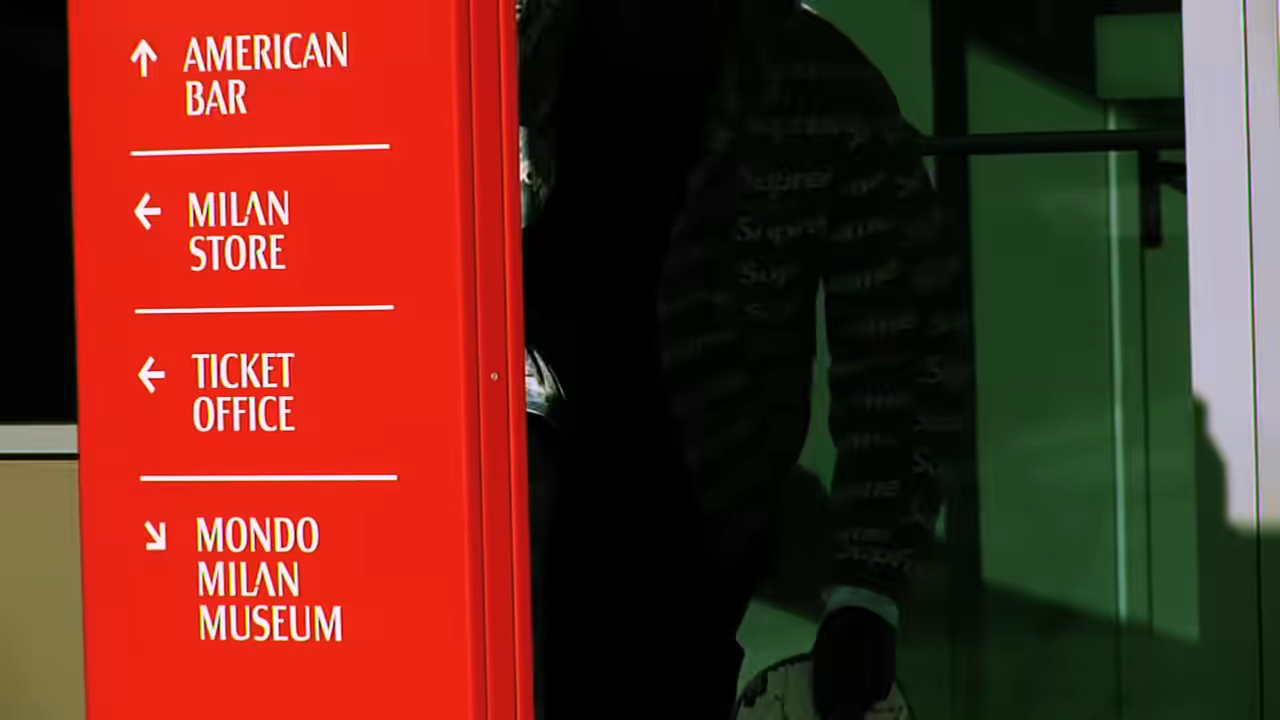 AMERICAN
BAR
MILAN
STORE
TICKET
OFFICE
MONDO
MILAN
MUSEUM